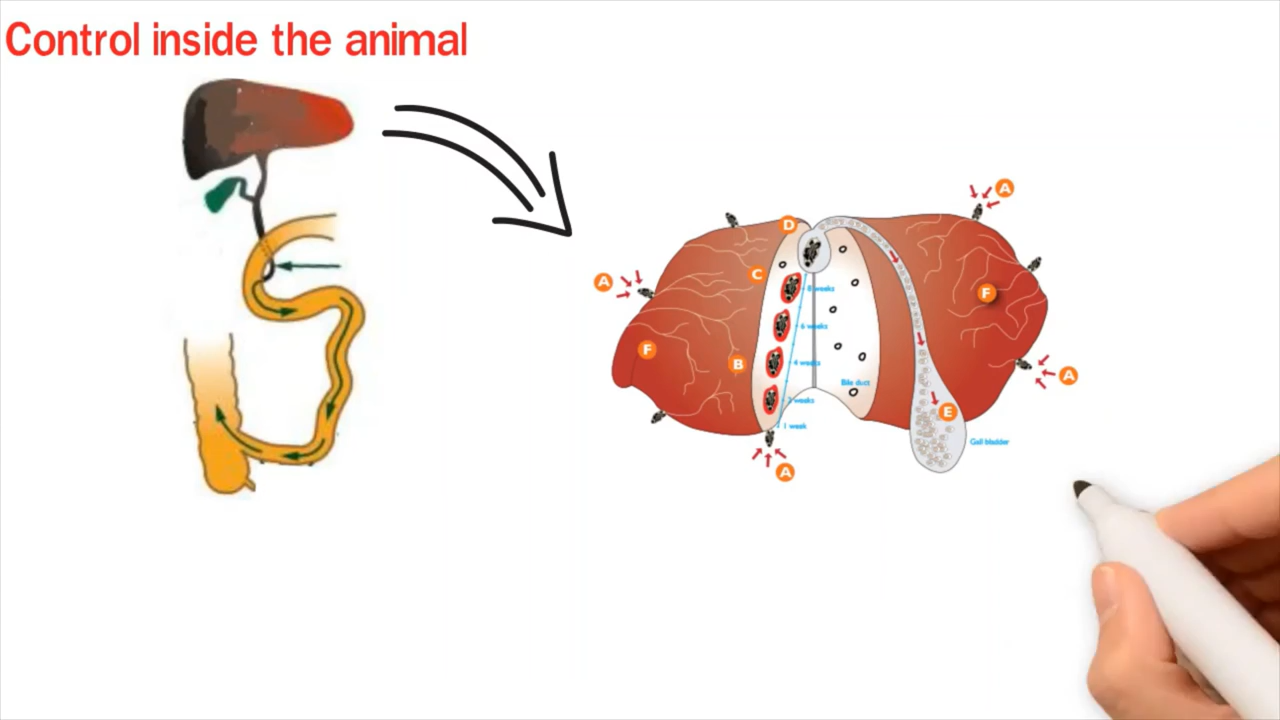 Control inside the animal
A
D
A
C
F
8 weeks
6 weeks
F
B
4 weeks
A
Bile duct
2 weeks
E
1 week
Gall bladder
A